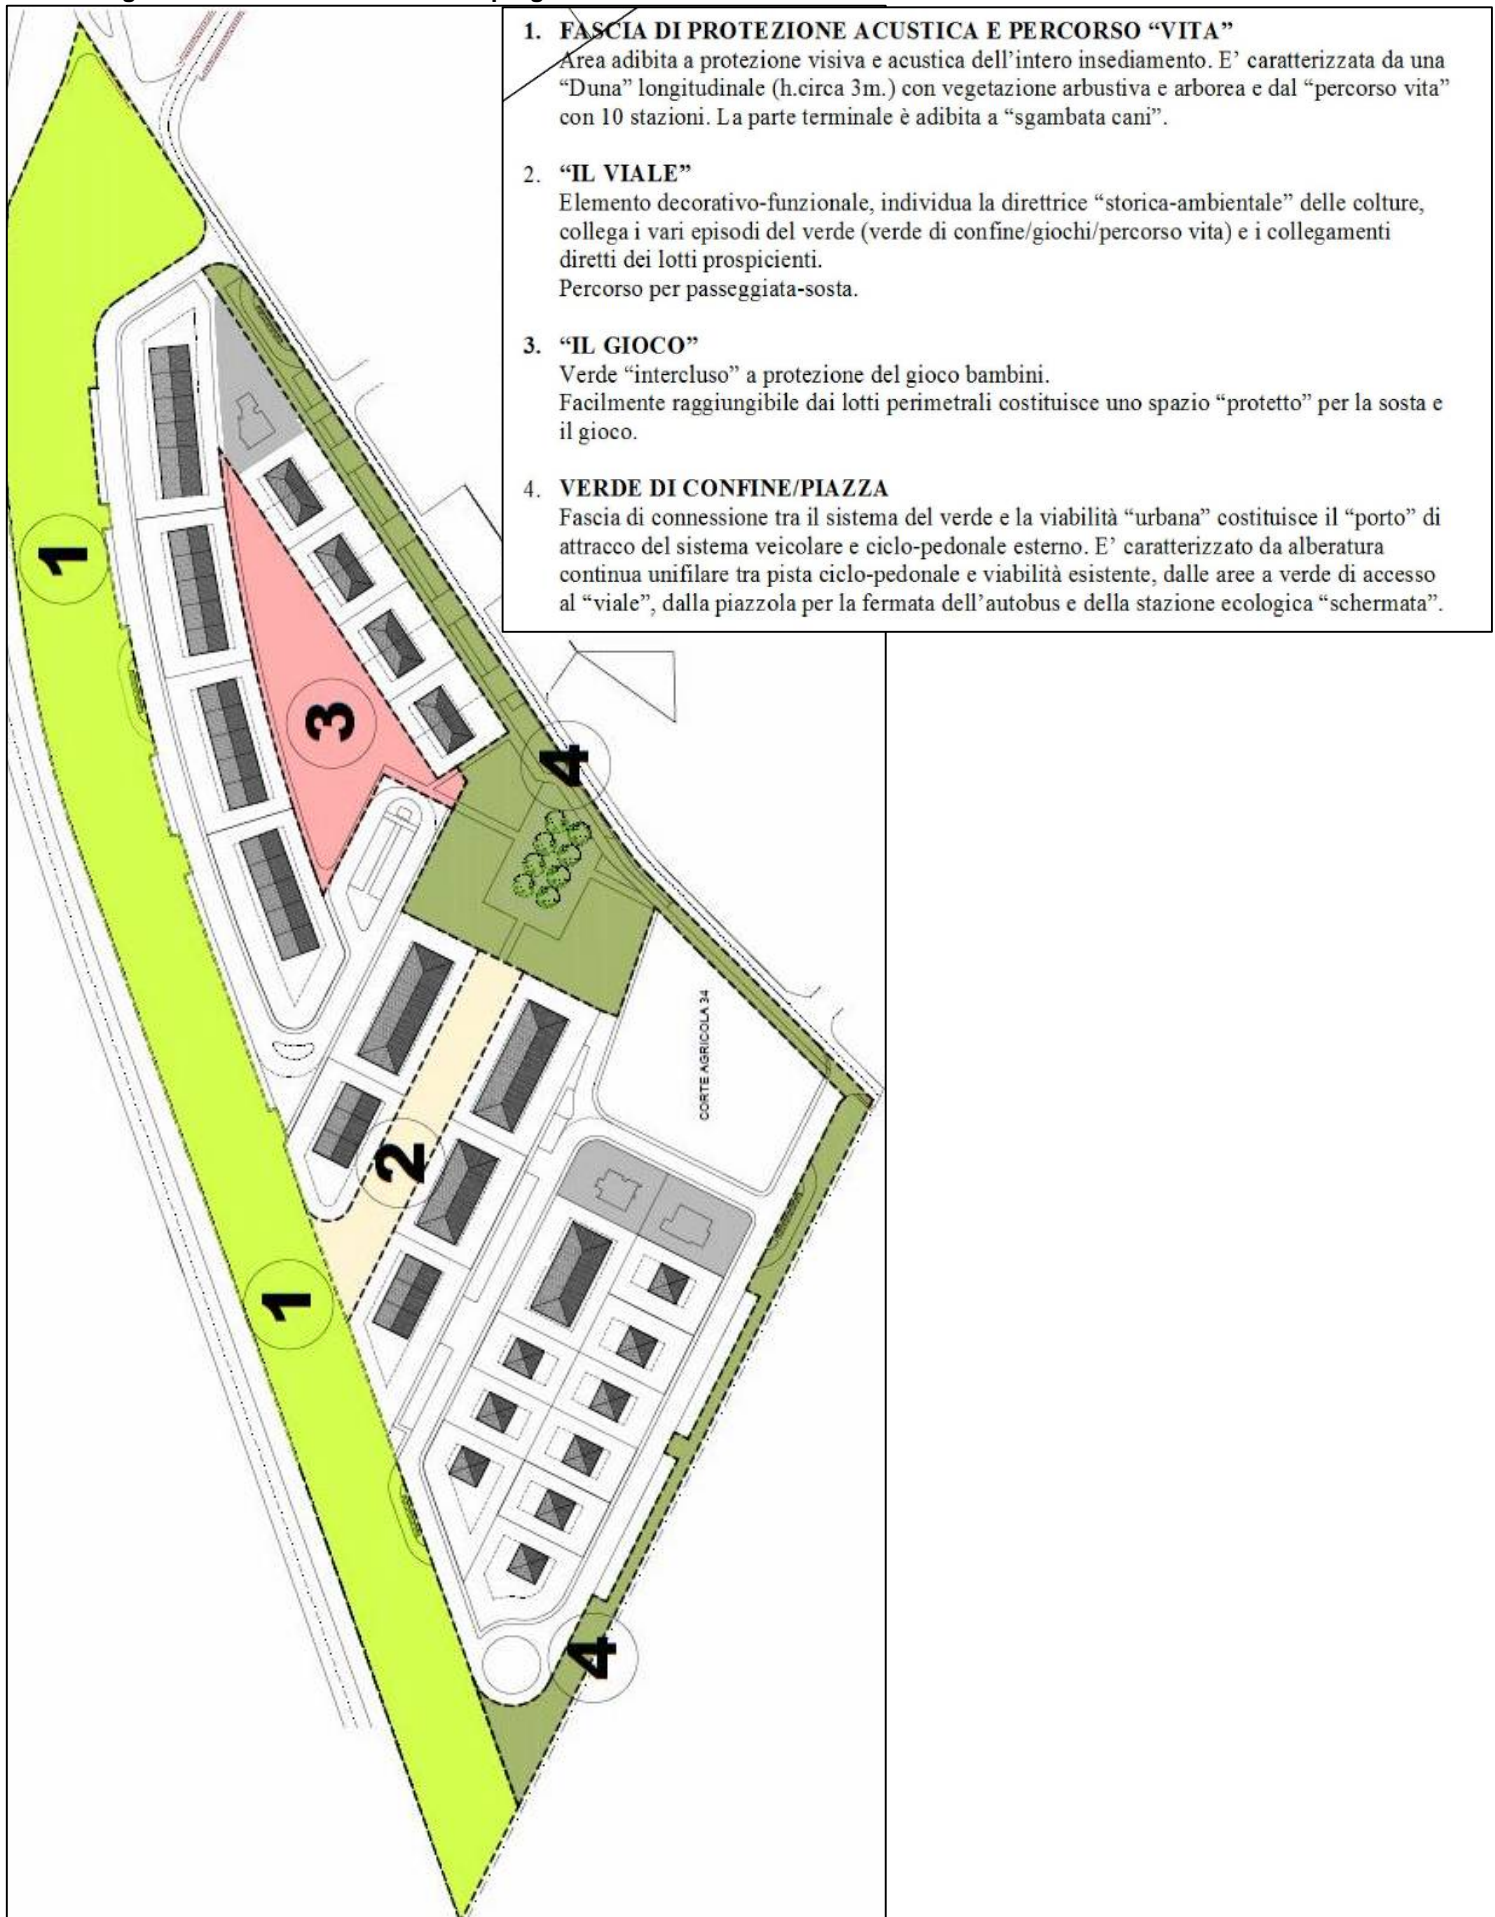 1. FASCIA DI PROTEZIONE ACUSTICA E PERCORSO “VITA”
Area adibita a protezione visiva e acustica dell’intero insediamento. E’ caratterizzata da una
“Duna” longitudinale (h.circa 3m.) con vegetazione arbustiva e arborea e dal “percorso vita”
con 10 stazioni. La parte terminale è adibita a “sgambata cani”.
2. “IL VIALE”
Elemento decorativo-funzionale, individua la direttrice “storica-ambientale” delle colture,
collega i vari episodi del verde (verde di confine/giochi/percorso vita) e i collegamenti
diretti dei lotti prospicienti.
Percorso per passeggiata-sosta.
3. “IL GIOCO”
Verde “intercluso” a protezione del gioco bambini.
Facilmente raggiungibile dai lotti perimetrali costituisce uno spazio “protetto” per la sosta e
il gioco.
4. VERDE DI CONFINE/PIAZZA
Fascia di connessione tra il sistema del verde e la viabilità “urbana” costituisce il “porto” di
attracco del sistema veicolare e ciclo-pedonale esterno. E’ caratterizzato da alberatura
continua unifilare tra pista ciclo-pedonale e viabilità esistente, dalle aree a verde di accesso
al “viale”, dalla piazzola per la fermata dell’autobus e della stazione ecologica “schermata”.
1
3
4
CORTE AGRICOLA 34
2
1
4